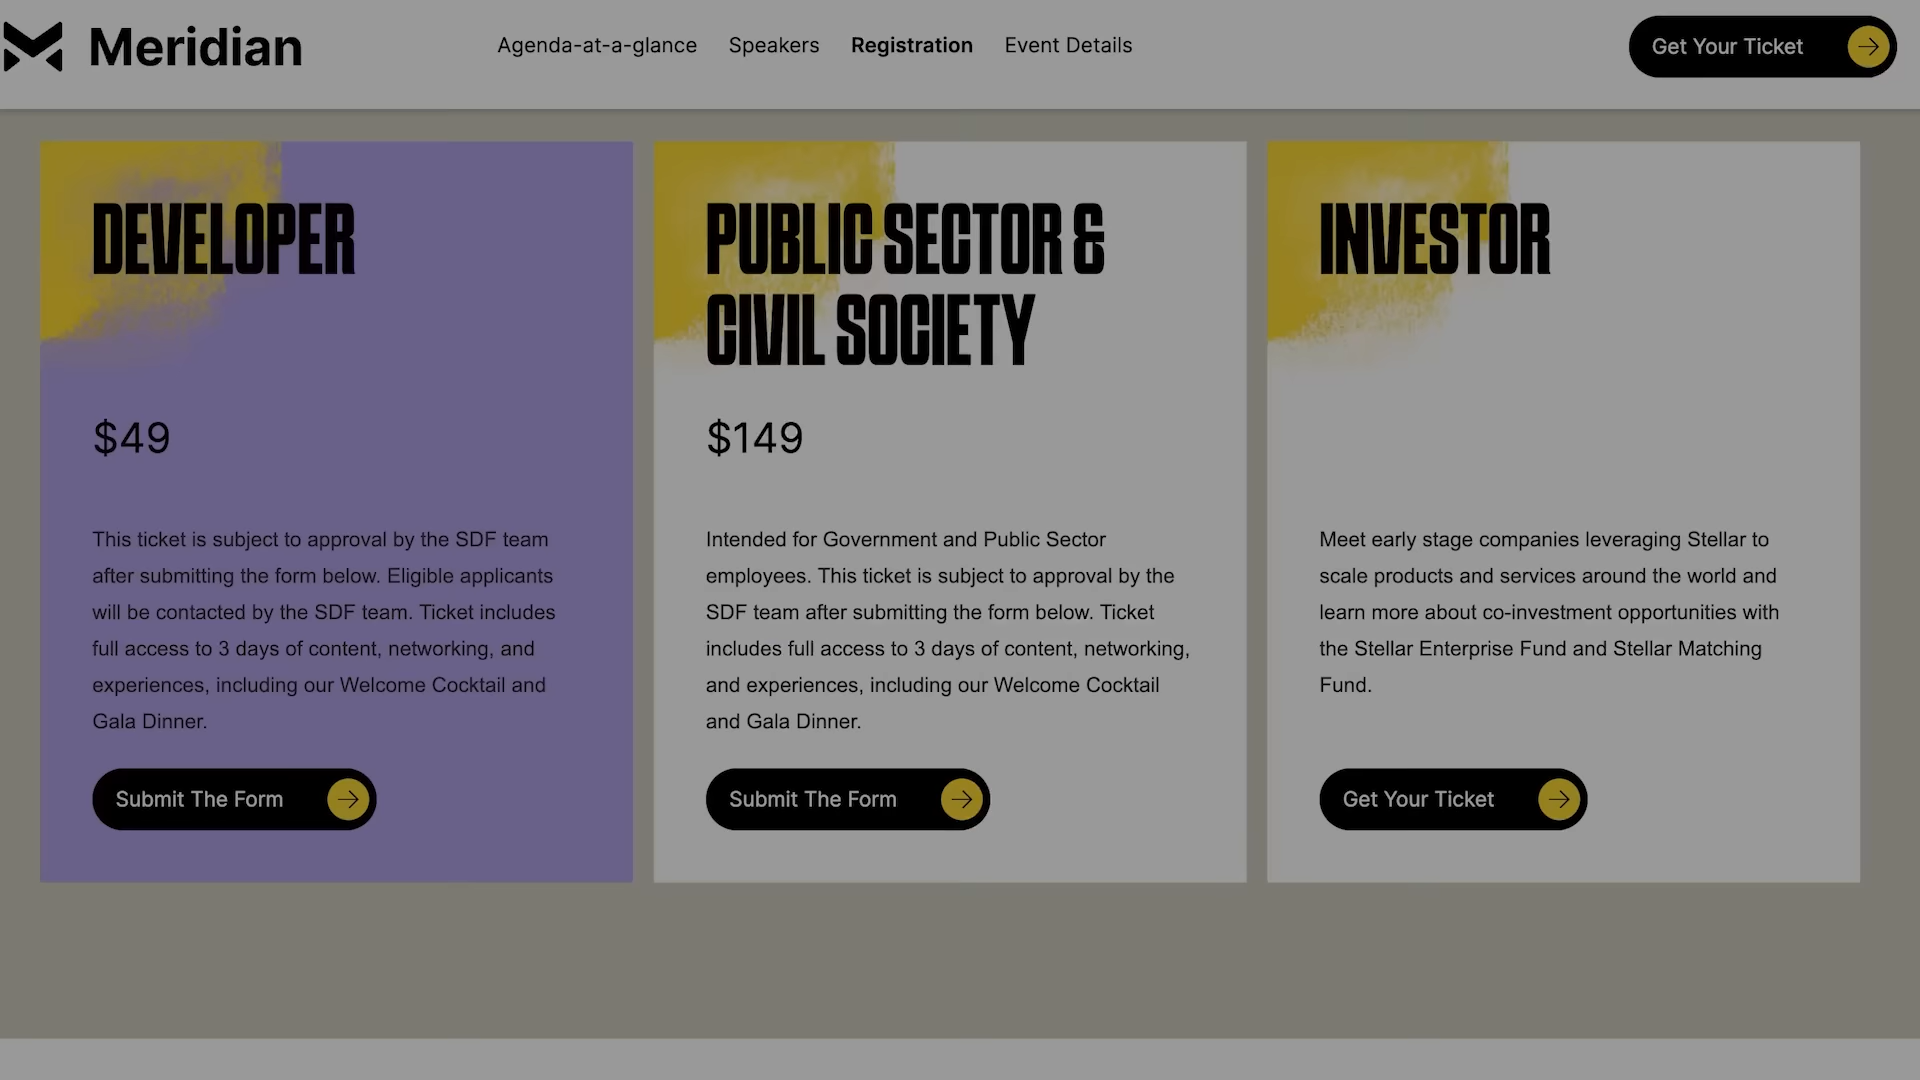 Meridian
Agenda-at-a-glance
Speakers
Registration
Event Details
Get Your Ticket
DEVELOPER
$49
This ticket is subject to approval by the SDF team
after submitting the form below. Eligible applicants
will be contacted by the SDF team. Ticket includes
full access to 3 days of content, networking, and
experiences, including our Welcome Cocktail and
Gala Dinner.
Submit The Form
PUBLIC SECTOR &
CIVIL SOCIETY
$149
Intended for Government and Public Sector
employees. This ticket is subject to approval by the
SDF team after submitting the form below. Ticket
includes full access to 3 days of content, networking,
and experiences, including our Welcome Cocktail
and Gala Dinner.
Submit The Form
INVESTOR
Meet early stage companies leveraging Stellar to
scale products and services around the world and
learn more about co-investment opportunities with
the Stellar Enterprise Fund and Stellar Matching
Fund.
Get Your Ticket